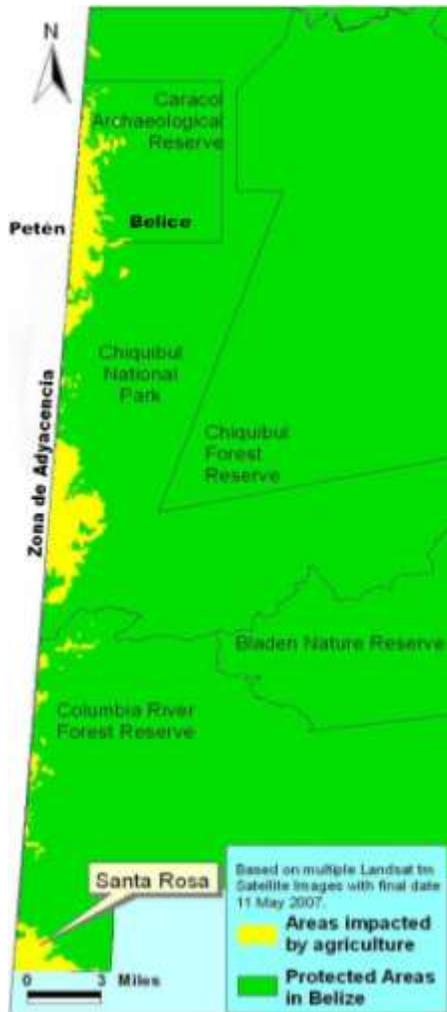 N
Caracol
Archaeological
Reserve
Petén
Belice
Chiquibul
National
Park
Zona de Adyacencia
Chiquibul
Forest
Reserve
Bladen Nature Reserve
Columbia River
Forest Reserve
Santa Rosa
Based on multiple Landsat tm
Satellite Images with final date
11 May 2007.
Areas impacted
by agriculture
Protected Areas
in Belize
0 3 Miles